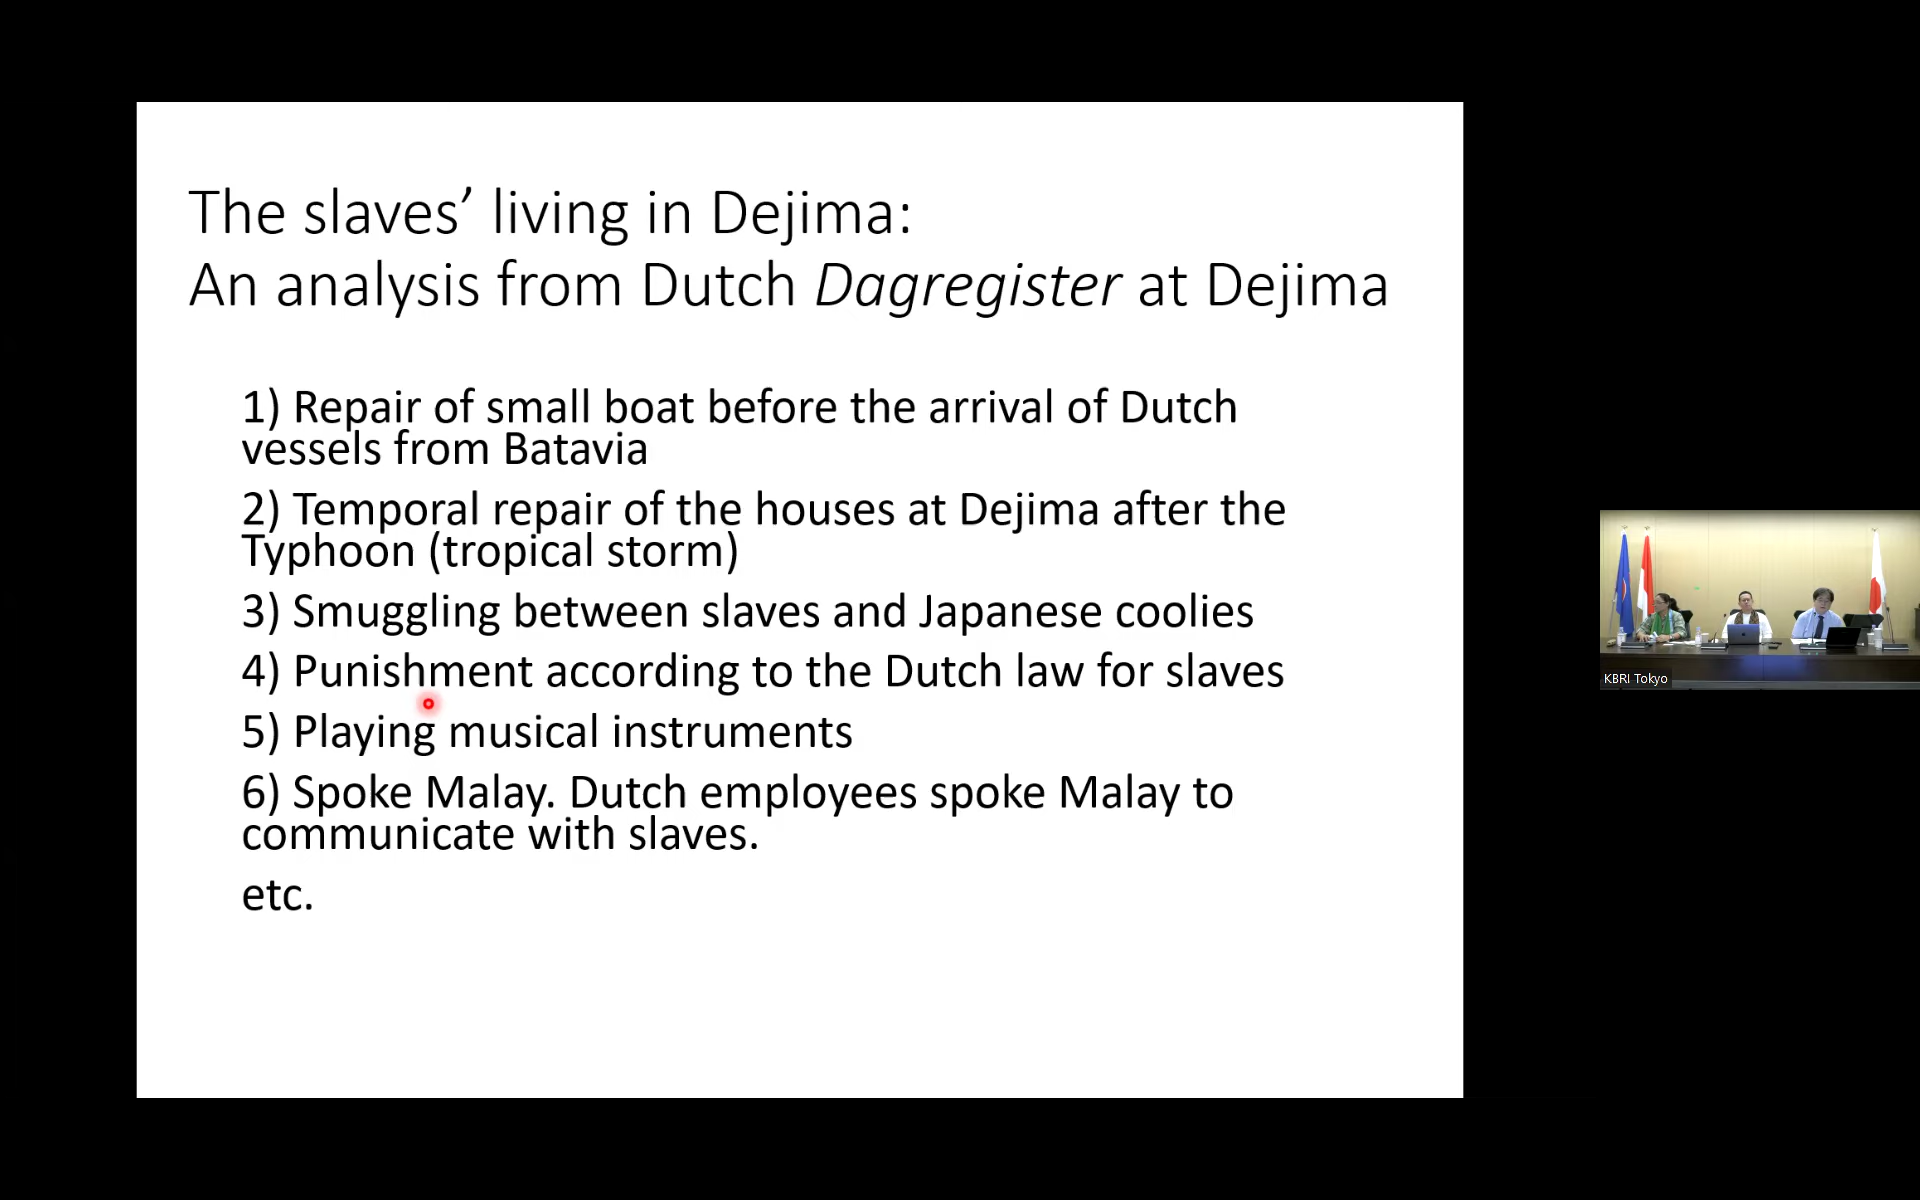 The slaves’ living in Dejima:
An analysis from Dutch Dagregister at Dejima
1) Repair of small boat before the arrival of Dutch
vessels from Batavia
2) Temporal repair of the houses at Dejima after the
Typhoon (tropical storm)
3) Smuggling between slaves and Japanese coolies
4) Punishment according to the Dutch law for slaves
5) Playing musical instruments
6) Spoke Malay. Dutch employees spoke Malay to
communicate with slaves.
etc.
KBRI Tokyo